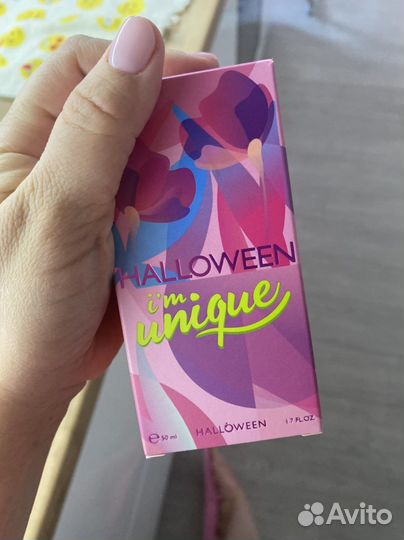 HALLOWEEN
i'm
unique
e 50 ml
HALLOWEEN
1.7 FL.OZ.
Avito